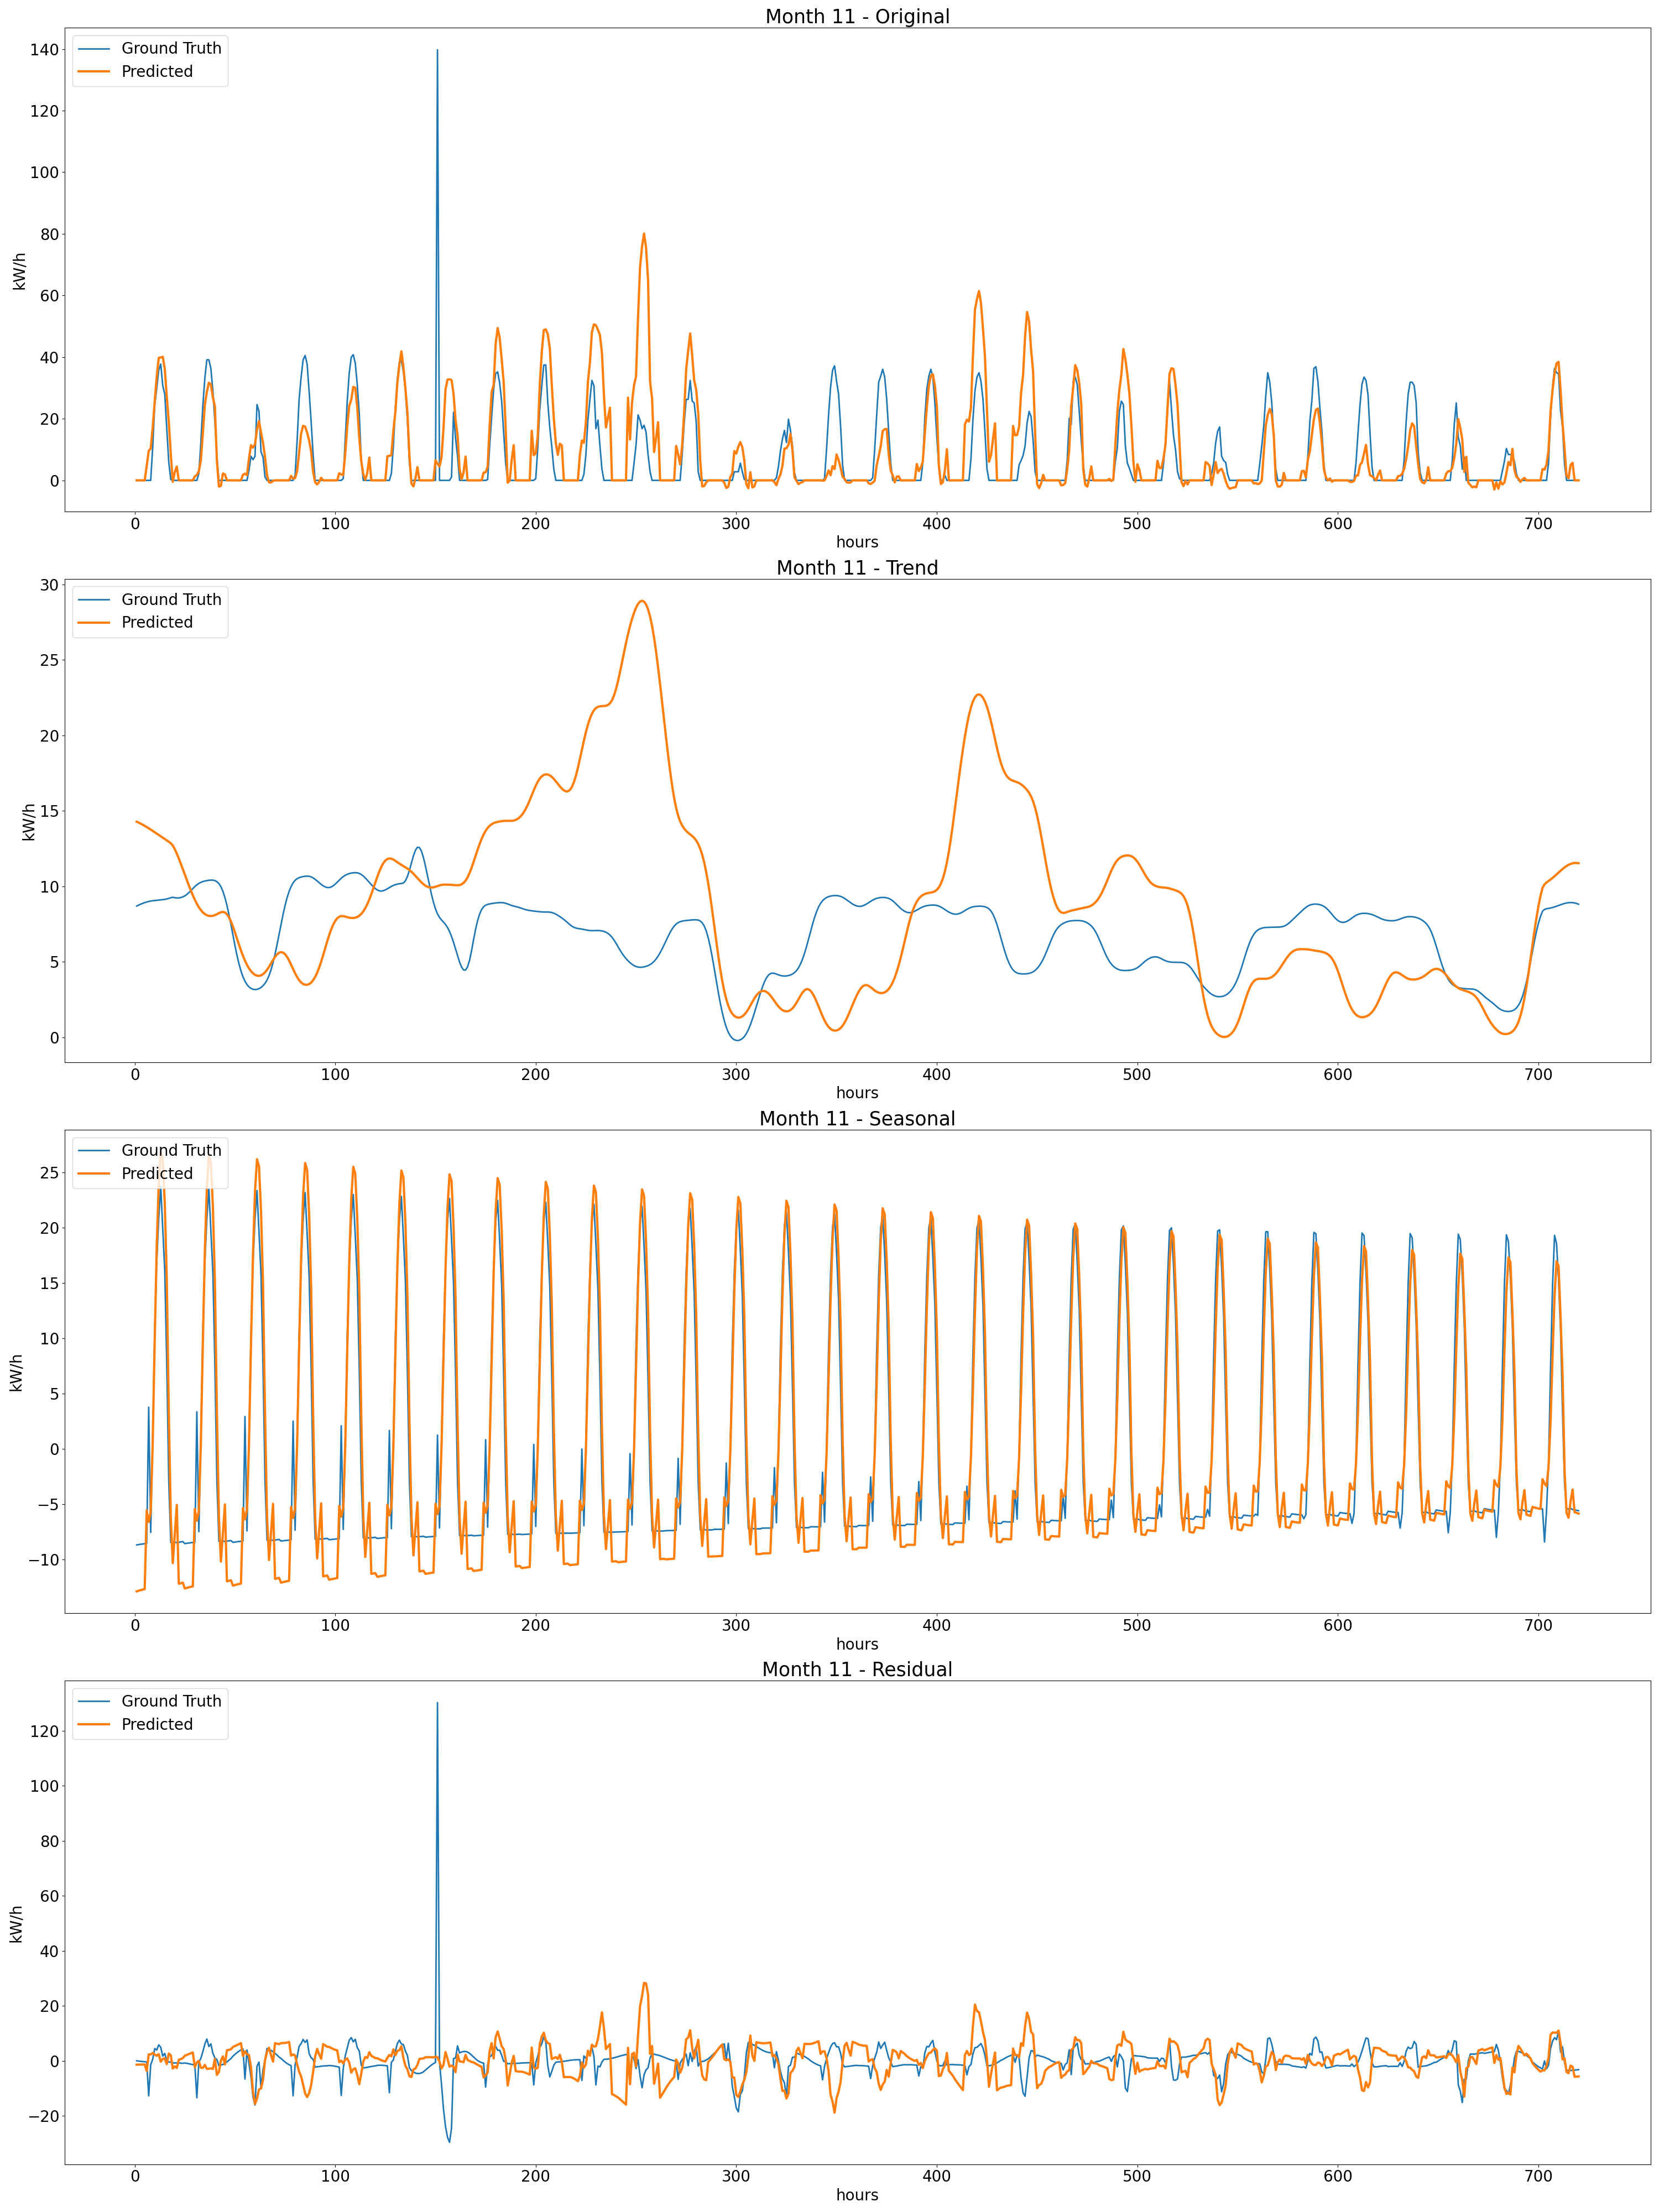 Month 11 - Original
Ground Truth
Predicted
140
120
100
80
60
40
20
0
kW/h
0 100 200 300 400 500 600 700
hours
Month 11 - Trend
Ground Truth
Predicted
30
25
20
15
10
5
0
kW/h
0 100 200 300 400 500 600 700
hours
Month 11 - Seasonal
Ground Truth
Predicted
25
20
15
10
5
0
−5
−10
kW/h
0 100 200 300 400 500 600 700
hours
Month 11 - Residual
Ground Truth
Predicted
120
100
80
60
40
20
0
−20
kW/h
0 100 200 300 400 500 600 700
hours